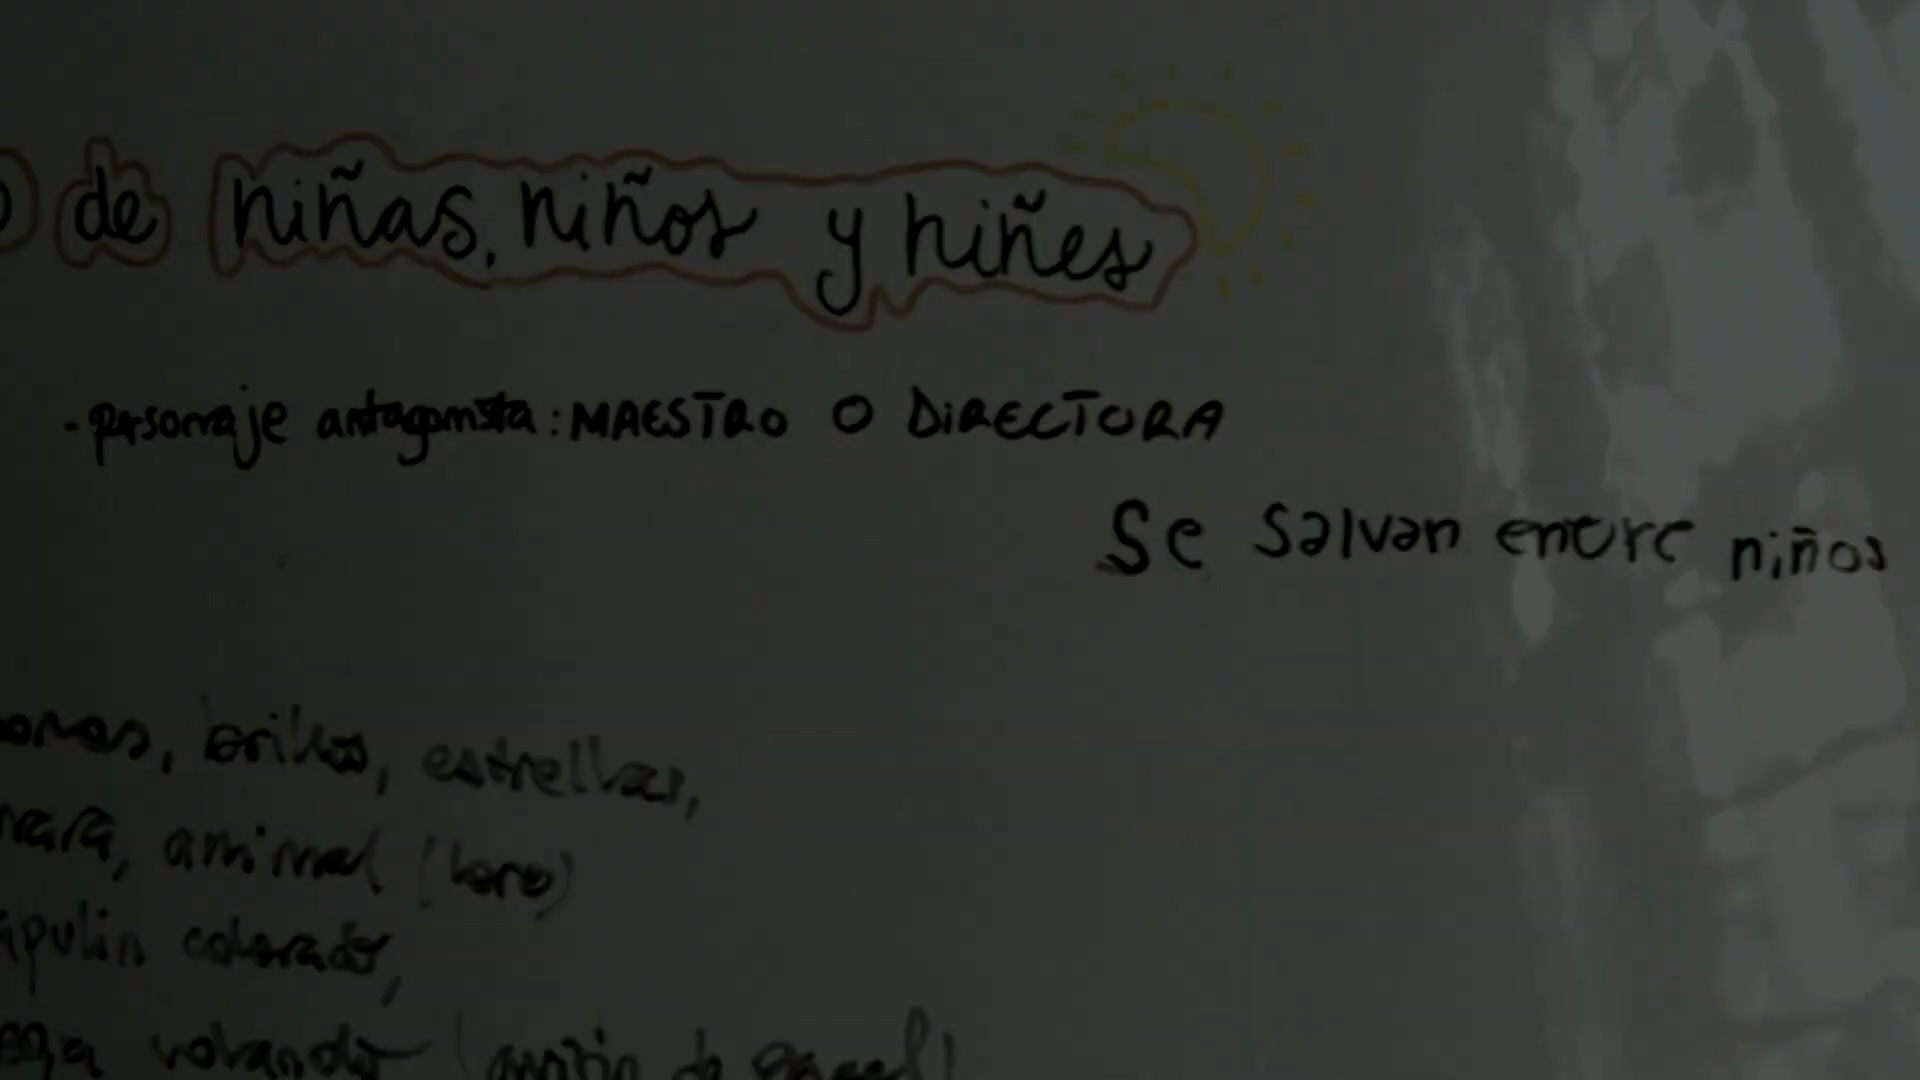 de niñas, niños y niñes
- personaje antagonista: MAESTRO O DIRECTORA
Se salvan entre niños
brillos, estrellas,
animal (loro)
colorado,
volando